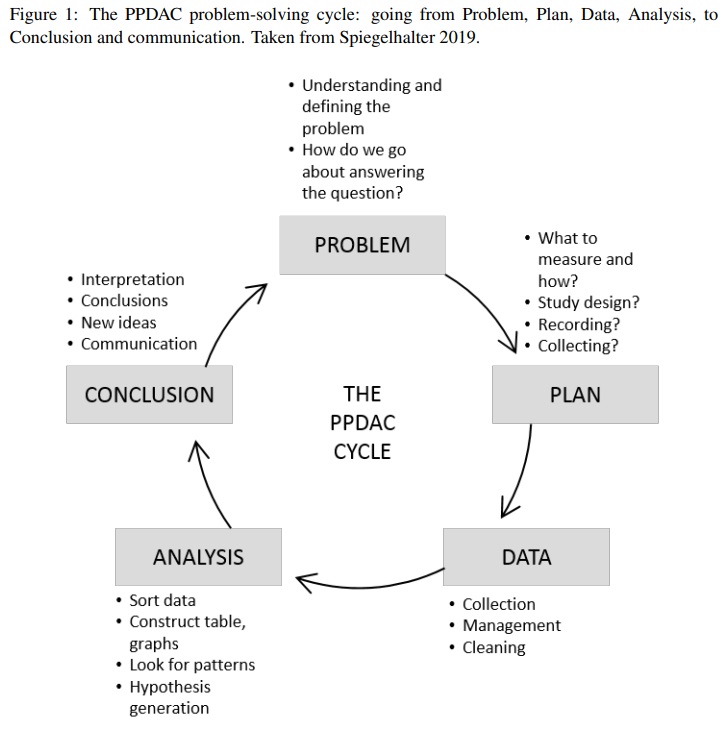 Figure 1: The PPDAC problem-solving cycle: going from Problem, Plan, Data, Analysis, to
Conclusion and communication. Taken from Spiegelhalter 2019.
• Understanding and
defining the
problem
• How do we go
about answering
the question?
PROBLEM
• What to
measure and
how?
• Study design?
• Recording?
• Collecting?
PLAN
• Interpretation
• Conclusions
• New ideas
• Communication
CONCLUSION
THE
PPDAC
CYCLE
ANALYSIS
• Sort data
• Construct table,
graphs
• Look for patterns
• Hypothesis
generation
DATA
• Collection
• Management
• Cleaning